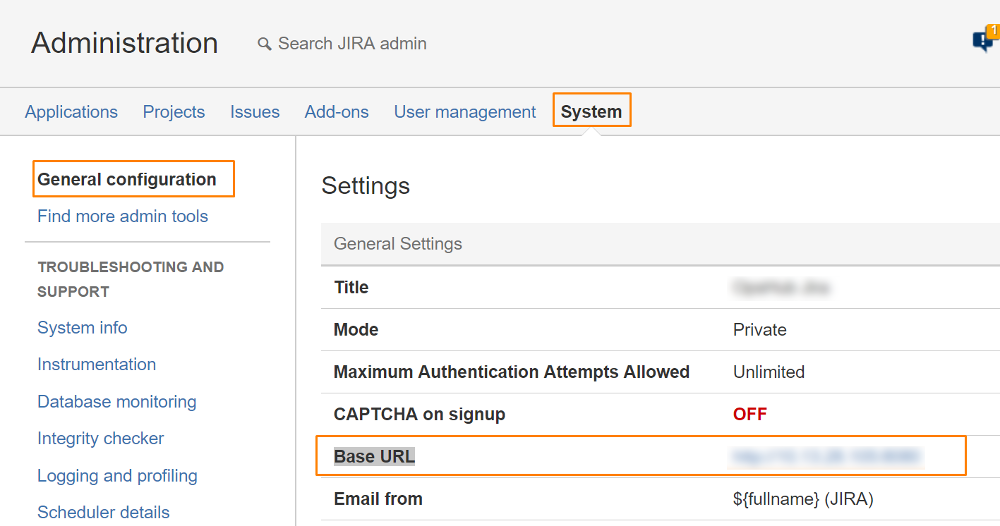 Administration
Search JIRA admin
1
Applications Projects Issues Add-ons User management System
General configuration
Find more admin tools
TROUBLESHOOTING AND
SUPPORT
System info
Instrumentation
Database monitoring
Integrity checker
Logging and profiling
Scheduler details
Settings
General Settings
Title
Mode Private
Maximum Authentication Attempts Allowed Unlimited
CAPTCHA on signup OFF
Base URL
Email from ${fullname} (JIRA)